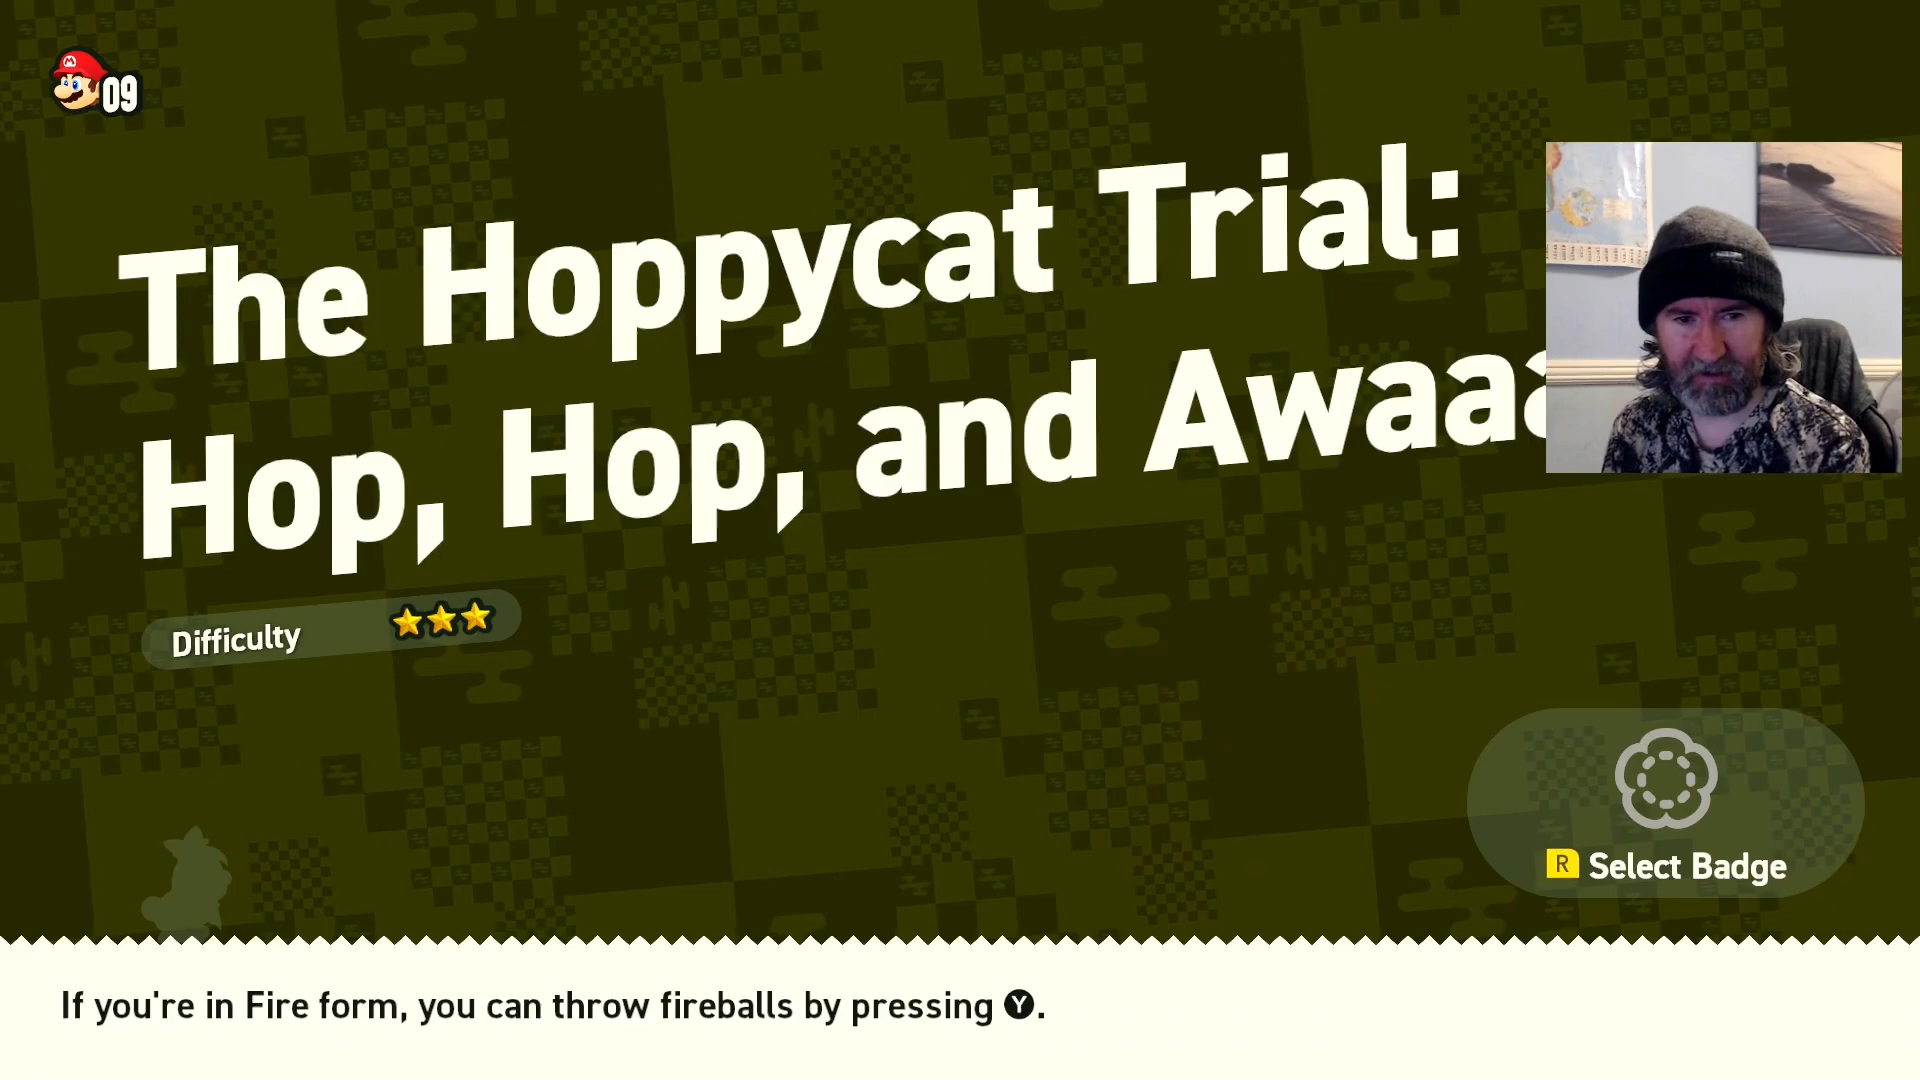 09
The Hoppycat Trial:
Hop, Hop, and Awaa
Difficulty
R Select Badge
If you're in Fire form, you can throw fireballs by pressing Y.